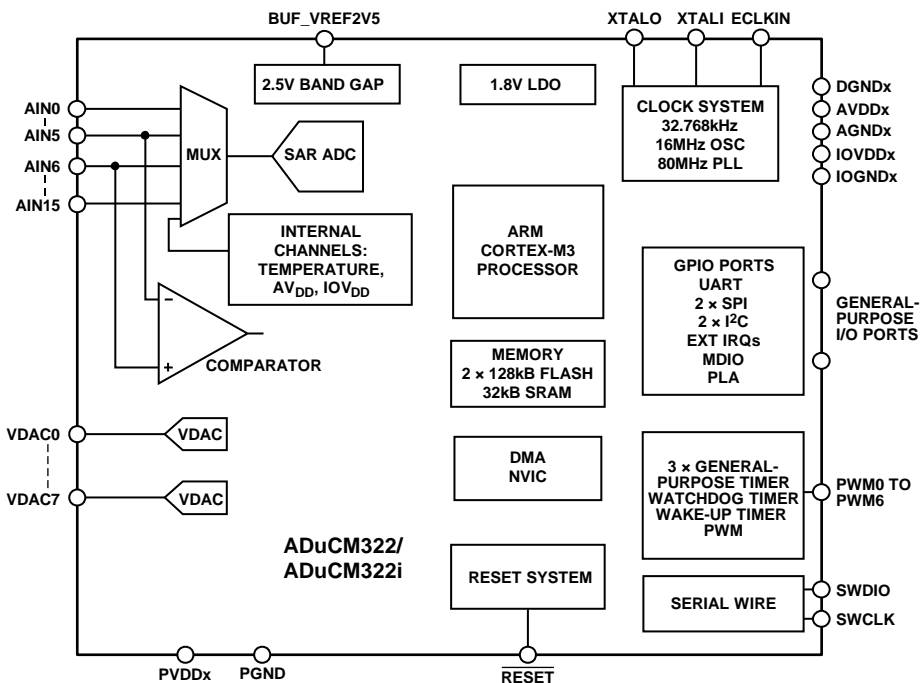 BUF_VREF2V5
XTALO
XTALI
ECLKIN
2.5V BAND GAP
1.8V LDO
CLOCK SYSTEM
32.768kHz
16MHz OSC
80MHz PLL
DGNDx
AVDDx
AGNDx
IOVDDx
IOGNDx
AIN0
AIN5
AIN6
AIN15
MUX
SAR ADC
INTERNAL
CHANNELS:
TEMPERATURE,
AVDD, IOVDD
ARM
CORTEX-M3
PROCESSOR
GPIO PORTS
UART
2 × SPI
2 × I2C
EXT IRQs
MDIO
PLA
GENERAL-
PURPOSE
I/O PORTS
−
+
COMPARATOR
MEMORY
2 × 128kB FLASH
32kB SRAM
VDAC0
VDAC
VDAC7
VDAC
DMA
NVIC
3 × GENERAL-
PURPOSE TIMER
WATCHDOG TIMER
WAKE-UP TIMER
PWM
PWM0 TO
PWM6
ADuCM322/
ADuCM322i
RESET SYSTEM
SERIAL WIRE
SWDIO
SWCLK
PVDDx
PGND
RESET